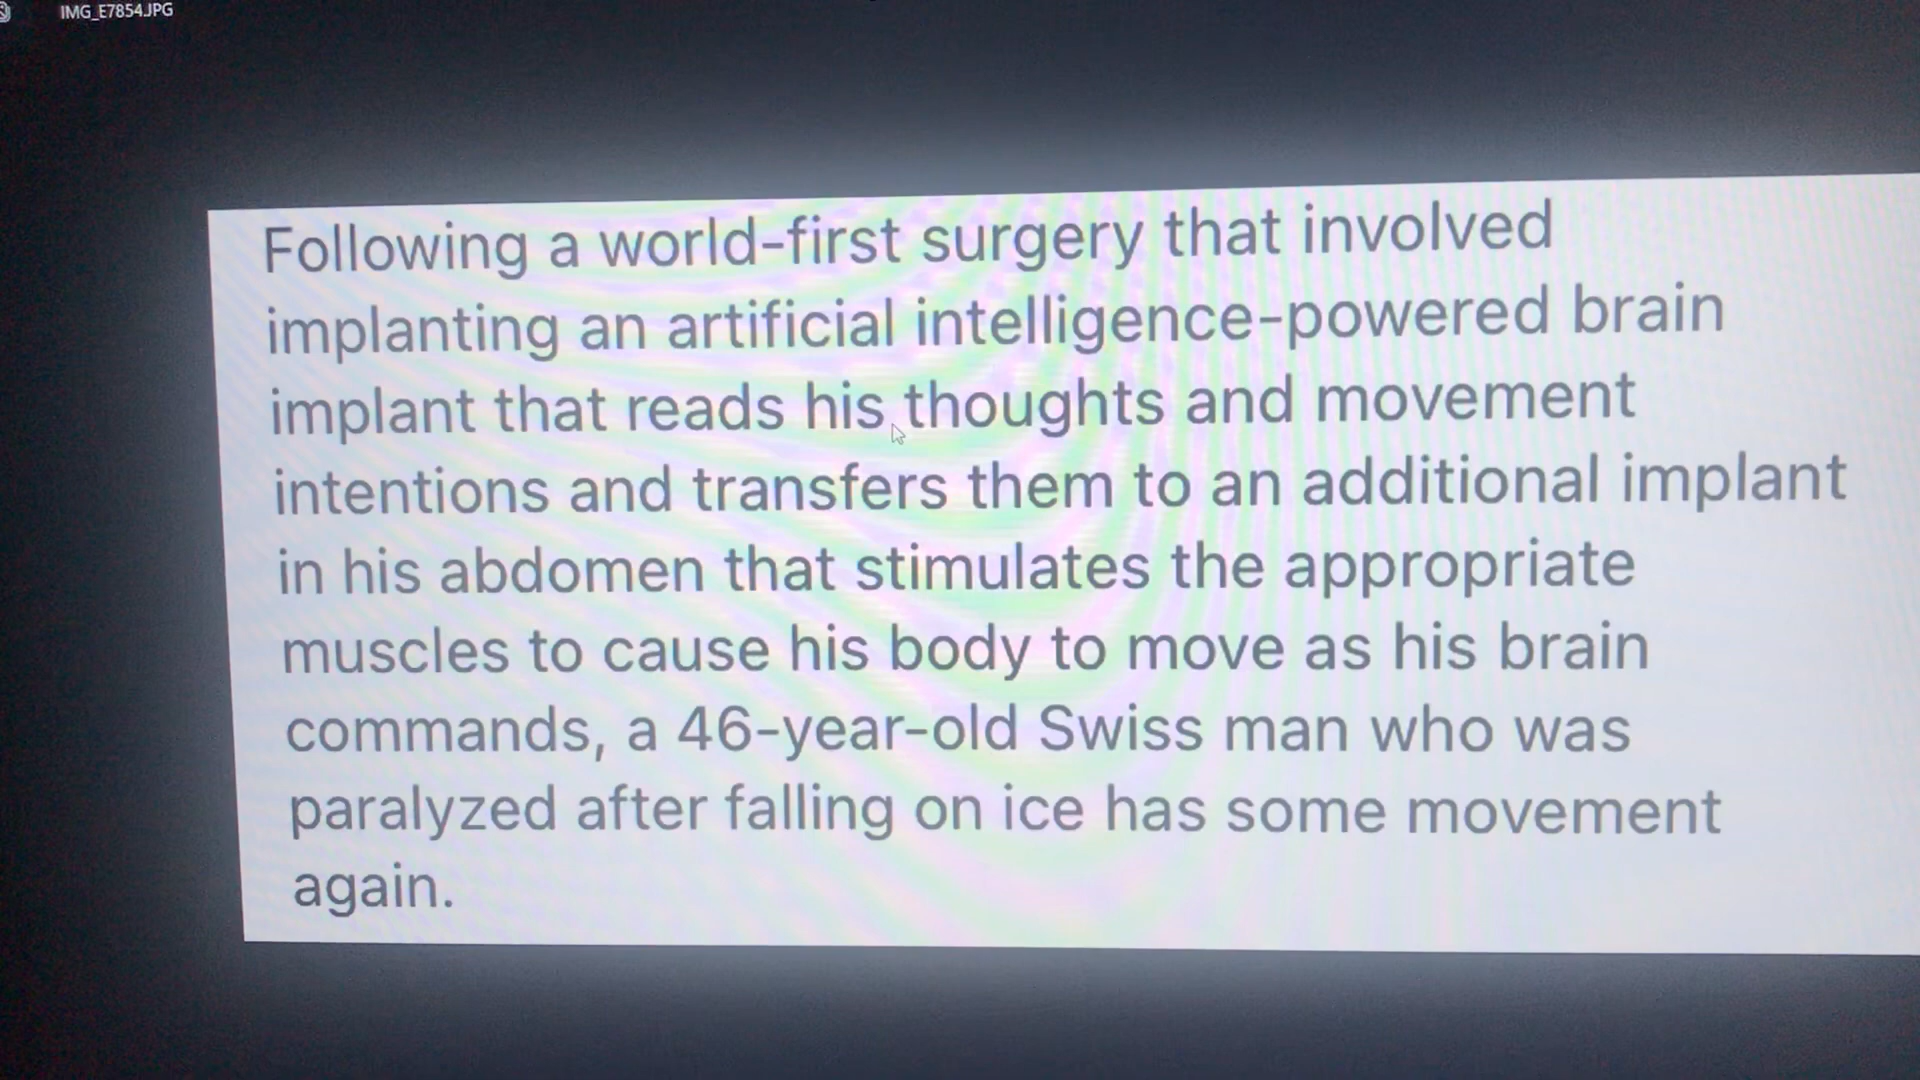 IMG_E7854.JPG
Following a world-first surgery that involved
implanting an artificial intelligence-powered brain
implant that reads his thoughts and movement
intentions and transfers them to an additional implant
in his abdomen that stimulates the appropriate
muscles to cause his body to move as his brain
commands, a 46-year-old Swiss man who was
paralyzed after falling on ice has some movement
again.